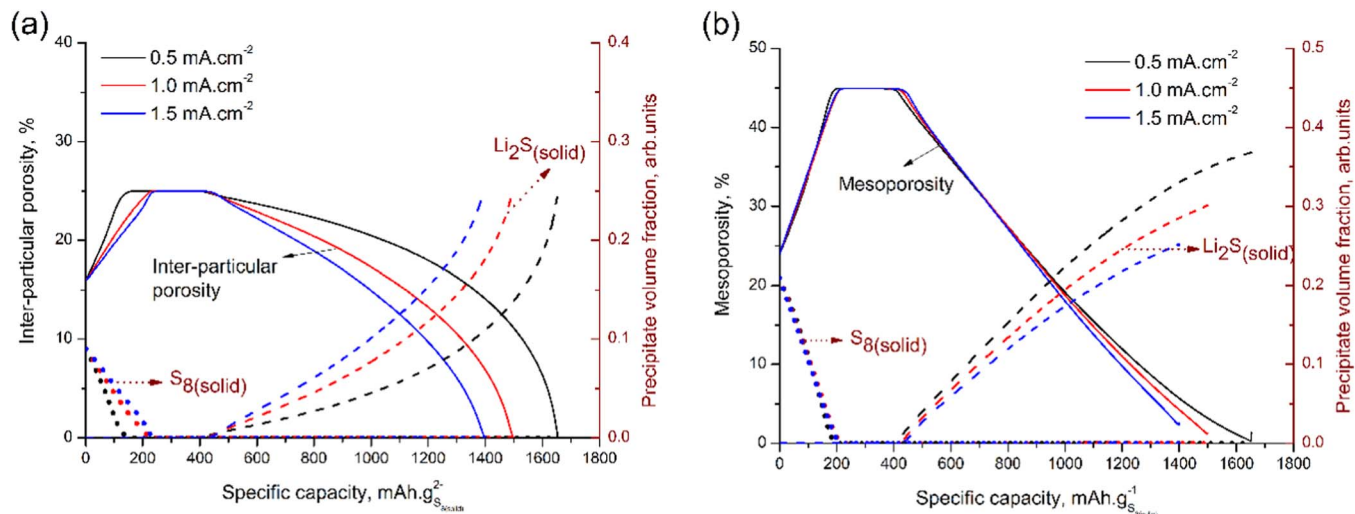 (a)
0.5 mA.cm-2
1.0 mA.cm-2
1.5 mA.cm-2
Li2S(solid)
Inter-particular
porosity
S8(solid)
Inter-particular porosity, %
40
30
20
10
0
0.4
0.3
0.2
0.1
0.0
Precipitate volume fraction, arb.units
0 200 400 600 800 1000 1200 1400 1600 1800
Specific capacity, mAh.g2-S8(solid)
(b)
0.5 mA.cm-2
1.0 mA.cm-2
1.5 mA.cm-2
Mesoporosity
Li2S(solid)
S8(solid)
Mesoporosity, %
50
40
30
20
10
0
0.5
0.4
0.3
0.2
0.1
0.0
Precipitate volume fraction, arb.units
0 200 400 600 800 1000 1200 1400 1600 1800
Specific capacity, mAh.g-1S8(solid)